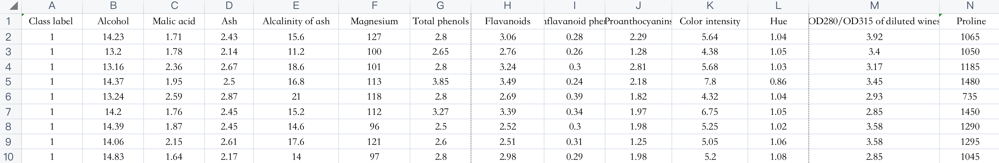 A B C D E F G H I J K L M N
1 Class label Alcohol Malic acid Ash Alcalinity of ash Magnesium Total phenols Flavanoids nflavanoid phe Proanthocyanins Color intensity Hue OD280/OD315 of diluted wines Proline
2 1 14.23 1.71 2.43 15.6 127 2.8 3.06 0.28 2.29 5.64 1.04 3.92 1065
3 1 13.2 1.78 2.14 11.2 100 2.65 2.76 0.26 1.28 4.38 1.05 3.4 1050
4 1 13.16 2.36 2.67 18.6 101 2.8 3.24 0.3 2.81 5.68 1.03 3.17 1185
5 1 14.37 1.95 2.5 16.8 113 3.85 3.49 0.24 2.18 7.8 0.86 3.45 1480
6 1 13.24 2.59 2.87 21 118 2.8 2.69 0.39 1.82 4.32 1.04 2.93 735
7 1 14.2 1.76 2.45 15.2 112 3.27 3.39 0.34 1.97 6.75 1.05 2.85 1450
8 1 14.39 1.87 2.45 14.6 96 2.5 2.52 0.3 1.98 5.25 1.02 3.58 1290
9 1 14.06 2.15 2.61 17.6 121 2.6 2.51 0.31 1.25 5.05 1.06 3.58 1295
10 1 14.83 1.64 2.17 14 97 2.8 2.98 0.29 1.98 5.2 1.08 2.85 1045